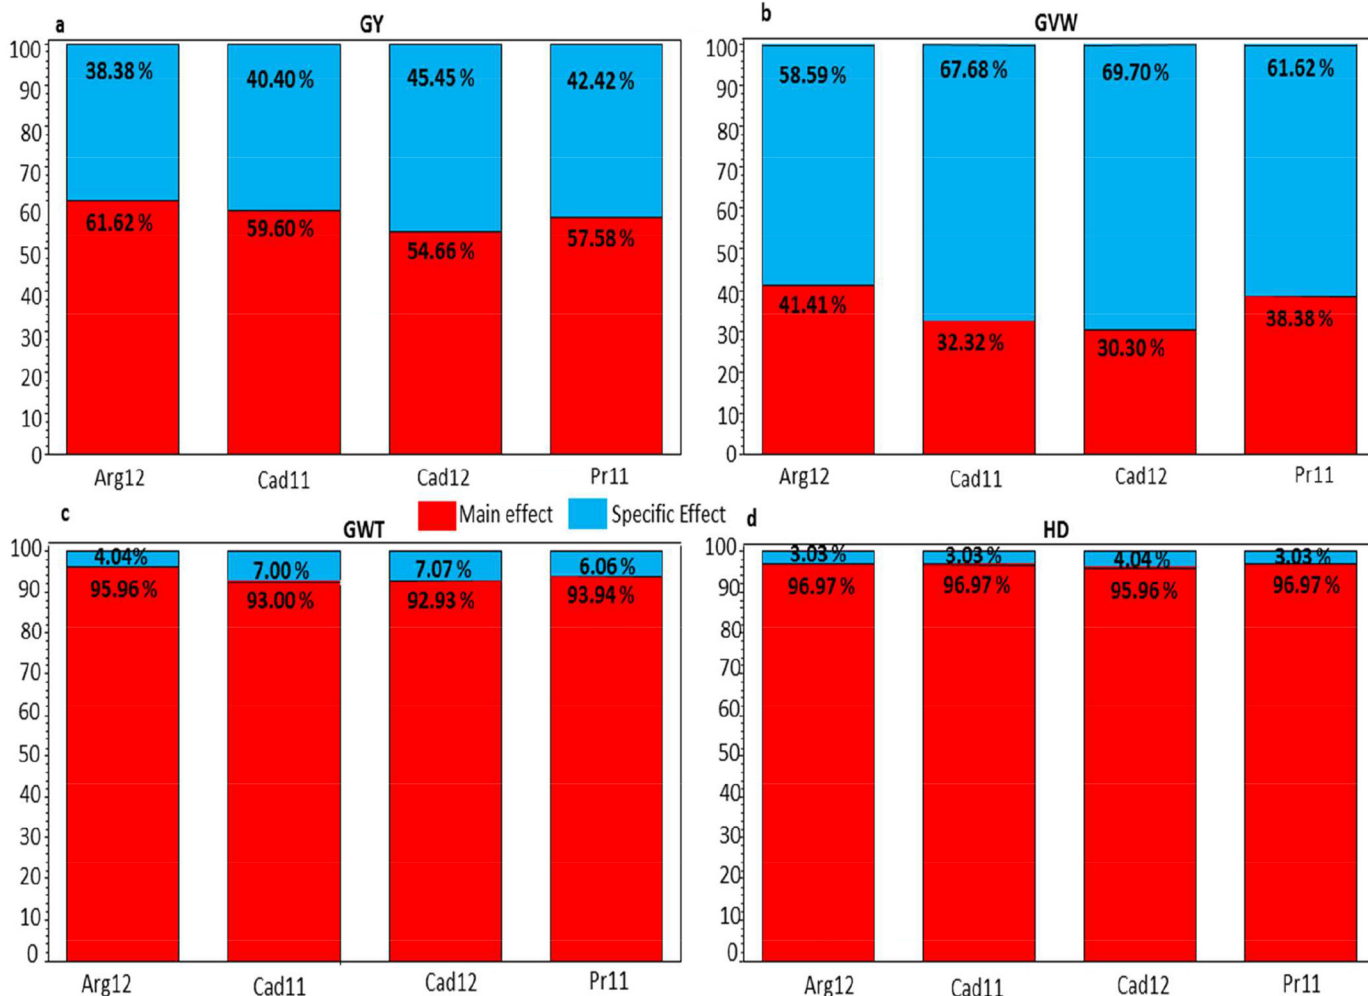 a
GY
100
90
80
70
60
50
40
30
20
10
0
38.38 %
40.40 %
45.45 %
42.42 %
61.62 %
59.60 %
54.66 %
57.58 %
Arg12
Cad11
Cad12
Pr11
b
GVW
100
90
80
70
60
50
40
30
20
10
0
58.59 %
67.68 %
69.70 %
61.62 %
41.41 %
32.32 %
30.30 %
38.38 %
Arg12
Cad11
Cad12
Pr11
Main effect
Specific Effect
c
GWT
100
90
80
70
60
50
40
30
20
10
0
4.04%
7.00 %
7.07 %
6.06 %
95.96 %
93.00 %
92.93 %
93.94 %
Arg12
Cad11
Cad12
Pr11
d
HD
100
90
80
70
60
50
40
30
20
10
0
3.03 %
3.03 %
4.04 %
3.03 %
96.97 %
96.97 %
95.96 %
96.97 %
Arg12
Cad11
Cad12
Pr11